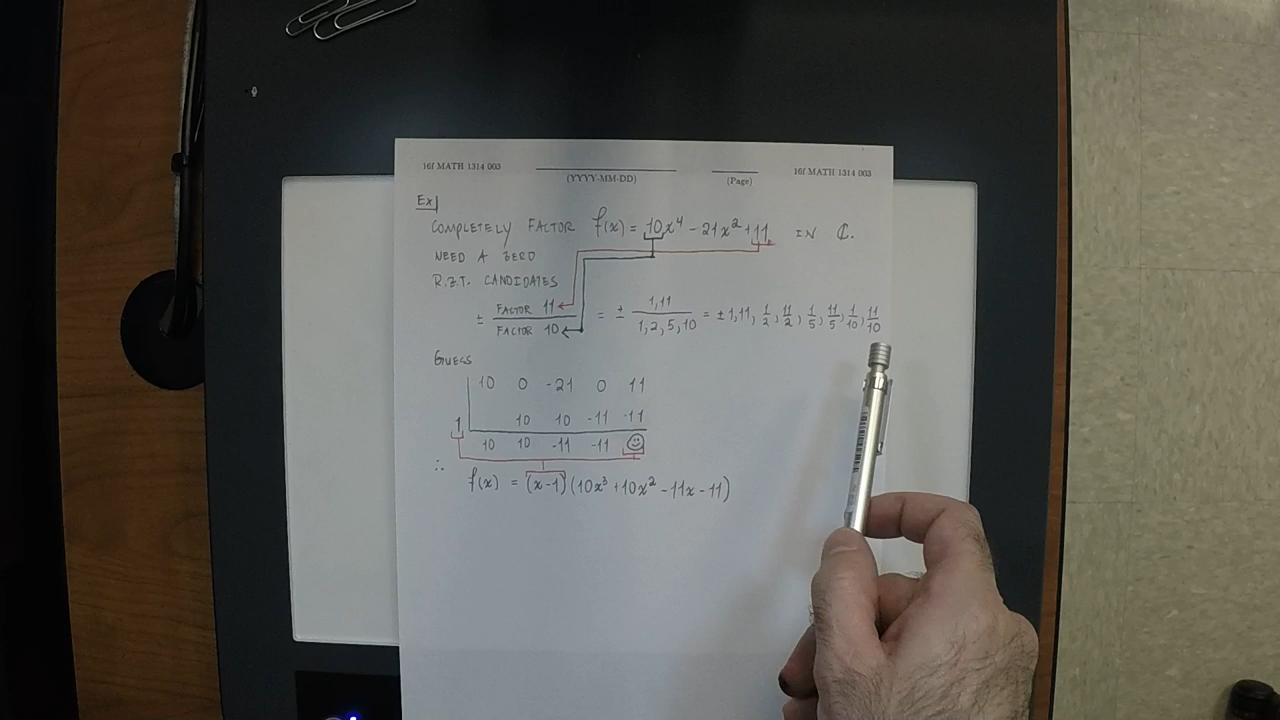 16f MATH 1314 003 (YYYY-MM-DD) (Page) 16f MATH 1314 003
Ex
COMPLETELY FACTOR f(x) = 10x⁴ - 21x² + 11 IN ℂ.
NEED A ZERO
R.Z.T. CANDIDATES
± FACTOR 11 / FACTOR 10 = ± 1, 11 / 1, 2, 5, 10 = ± 1, 11, 1/2, 11/2, 1/5, 11/5, 1/10, 11/10
GUESS
10 0 -21 0 11
1 10 10 -11 -11
10 10 -11 -11 ☺
∴ f(x) = (x-1)(10x³ + 10x² - 11x - 11)